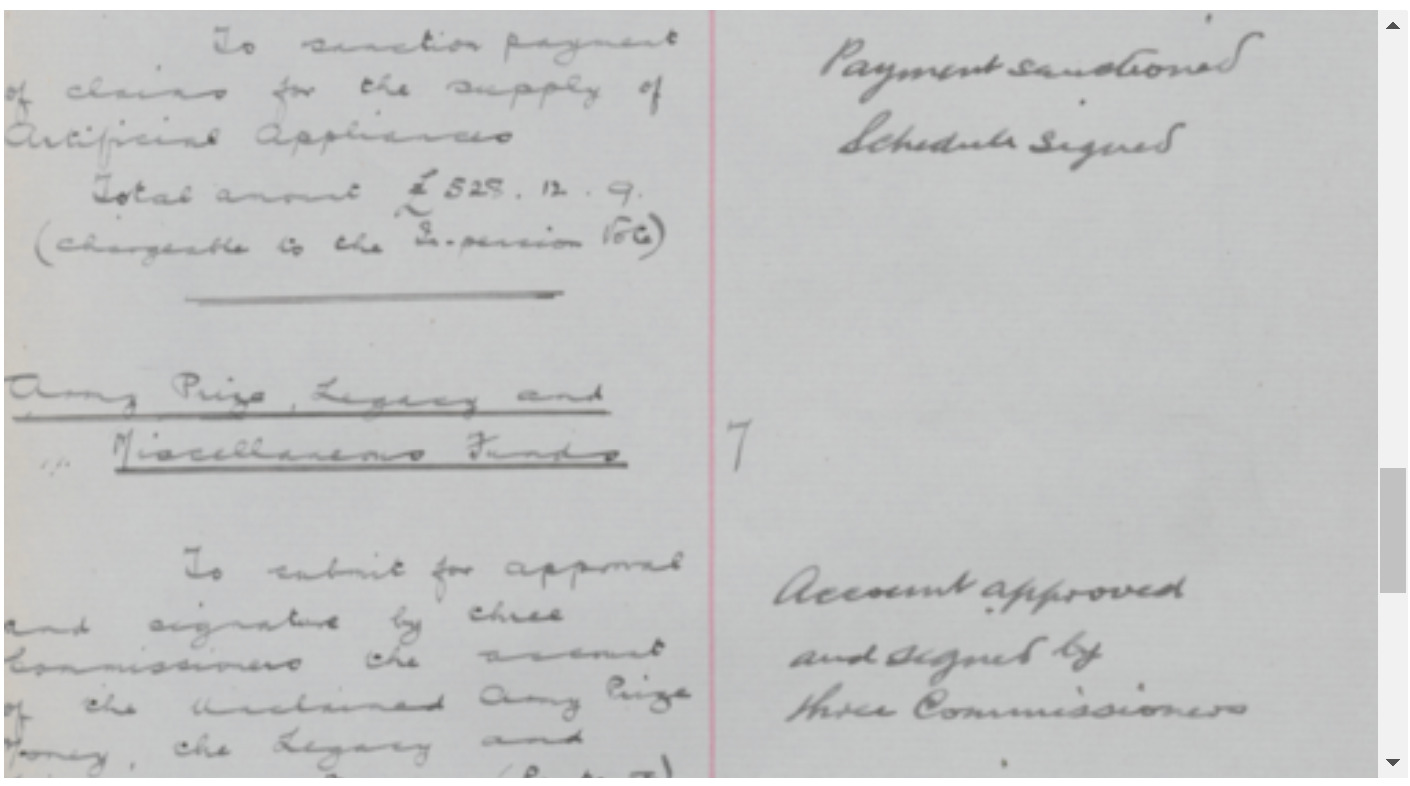 To sanction payment
of claims for the supply of
Artificial Appliances
Total amount £528. 12. 9.
(chargeable to the In-pension Vote)
Payment sanctioned
Schedule signed
Army Prize, Legacy and
Miscellaneous Funds
7
To submit for approval
and signature by three
Commissioners the account
of the Unclaimed Army Prize
Money, the Legacy and
Account approved
and signed by
three Commissioners